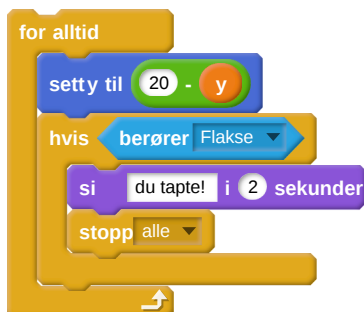 for alltid
sett y til 20 - y
hvis berører Flakse
si du tapte! i 2 sekunder
stopp alle